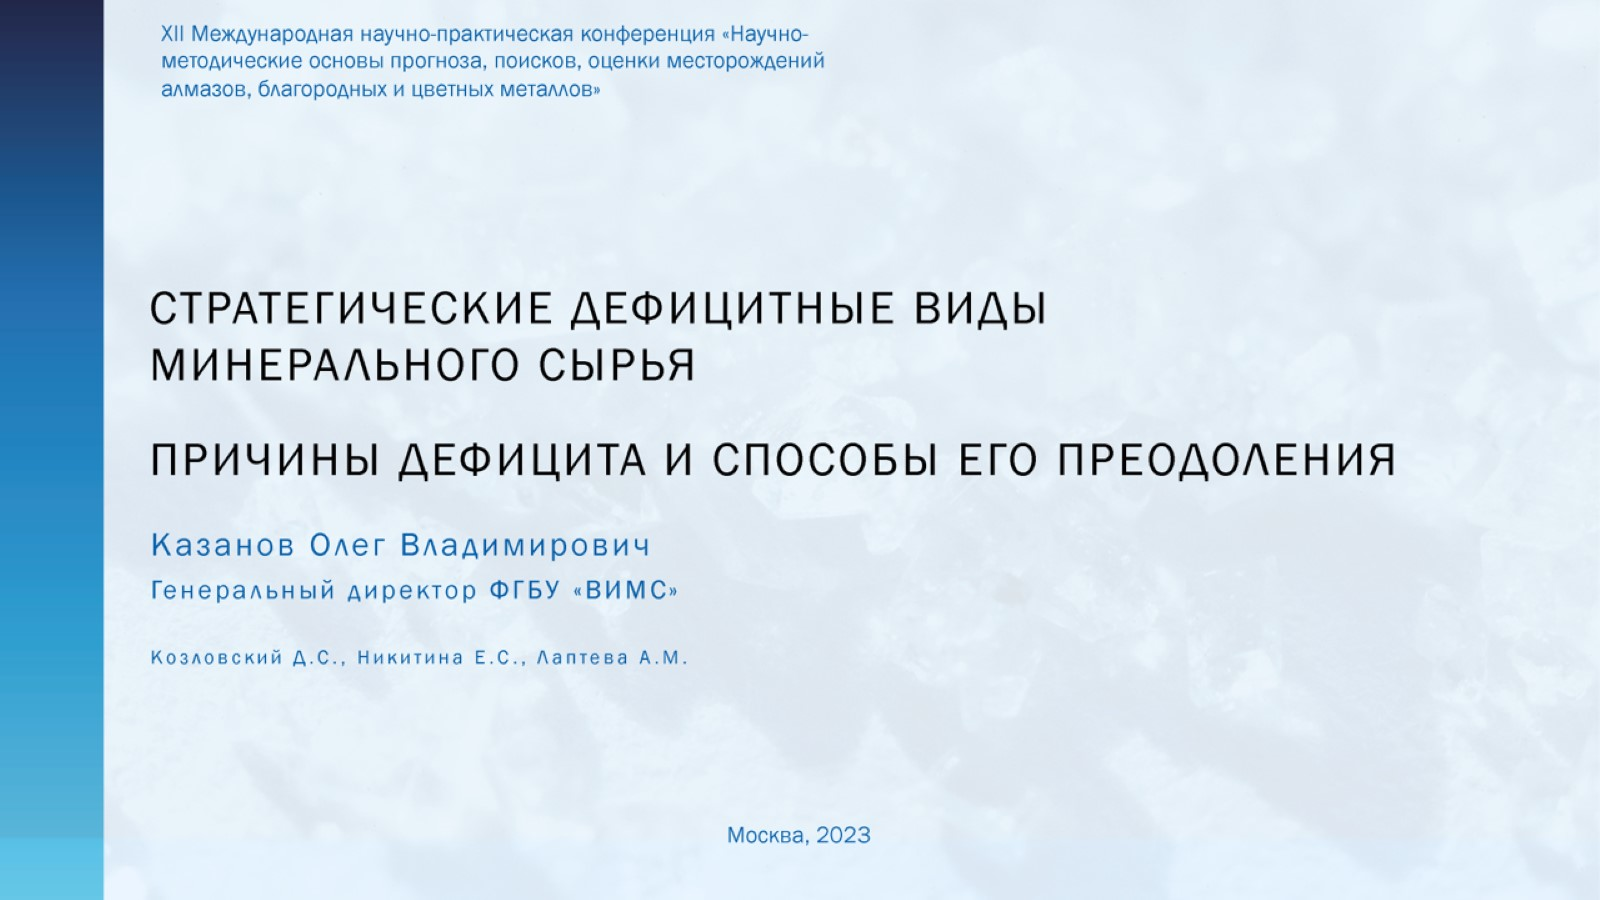 XII Международная научно-практическая конференция «Научно-
методические основы прогноза, поисков, оценки месторождений
алмазов, благородных и цветных металлов»
СТРАТЕГИЧЕСКИЕ ДЕФИЦИТНЫЕ ВИДЫ
МИНЕРАЛЬНОГО СЫРЬЯ
ПРИЧИНЫ ДЕФИЦИТА И СПОСОБЫ ЕГО ПРЕОДОЛЕНИЯ
Казанов Олег Владимирович
Генеральный директор ФГБУ «ВИМС»
Козловский Д.С., Никитина Е.С., Лаптева А.М.
Москва, 2023